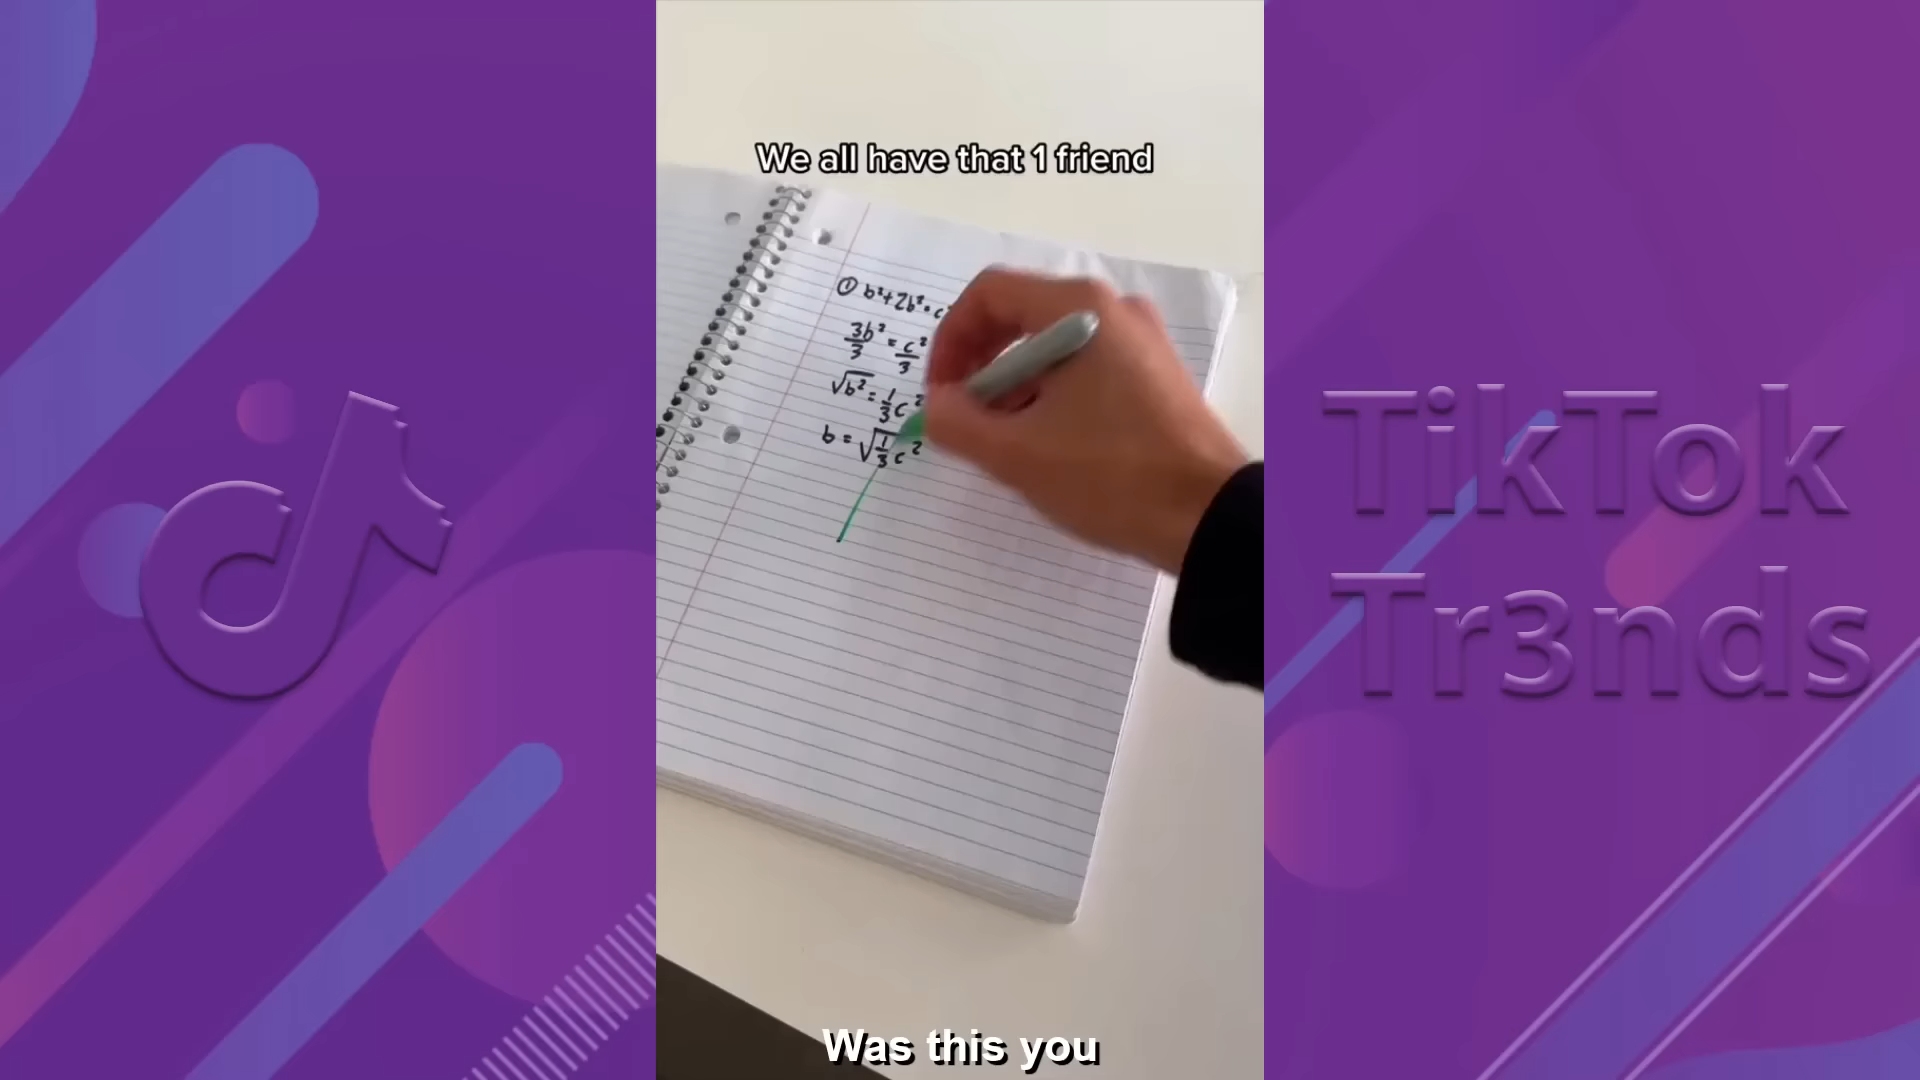 We all have that 1 friend
① b²+2b²=c²
3b²/3 = c²/3
√b² = 1/3 c²
b = √1/3 c²
TikTok
Tr3nds
Was this you